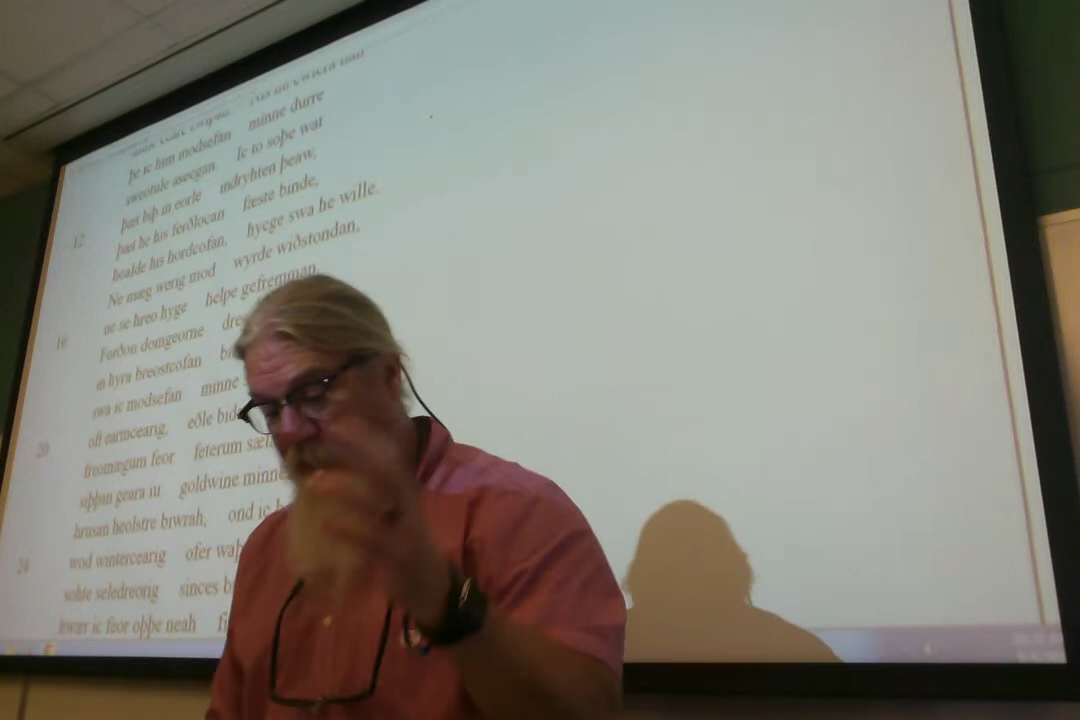 þe ic him modsefan minne durre
sweotule asecgan. Ic to soþe wat
þæt biþ in eorle indryhten þeaw,
12 þæt he his ferðlocan fæste binde,
healde his hordcofan, hycge swa he wille.
Ne mæg werig mod wyrde wiðstondan,
ne se hreo hyge helpe gefremman
16 Forðon domgeorne
in hyra breostcofan
swa ic modsefan minne
oft earmcearig, eðle
20 freomægum feor feterum
siþþan geara iu goldwine minne
hrusan heolstre biwrah, ond ic
wod wintercearig ofer
24 sohte seledreorig sinces
hwær ic feor oþþe neah